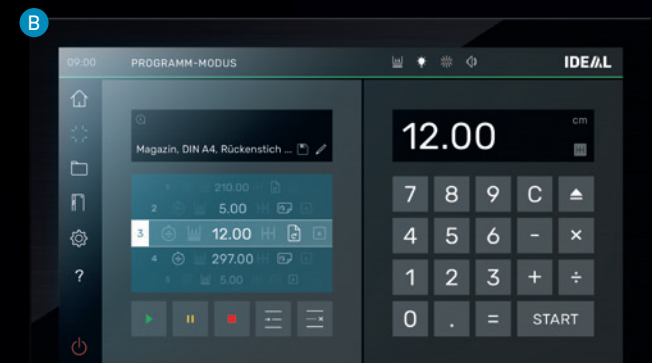 B
09:00 PROGRAMM-MODUS IDEAL
Magazin, DIN A4, Rückenstich ...
12.00 cm
1 210.00
2 5.00
3 12.00
4 297.00
5 5.00
7 8 9 C
4 5 6 - ×
1 2 3 + ÷
0 . = START
?